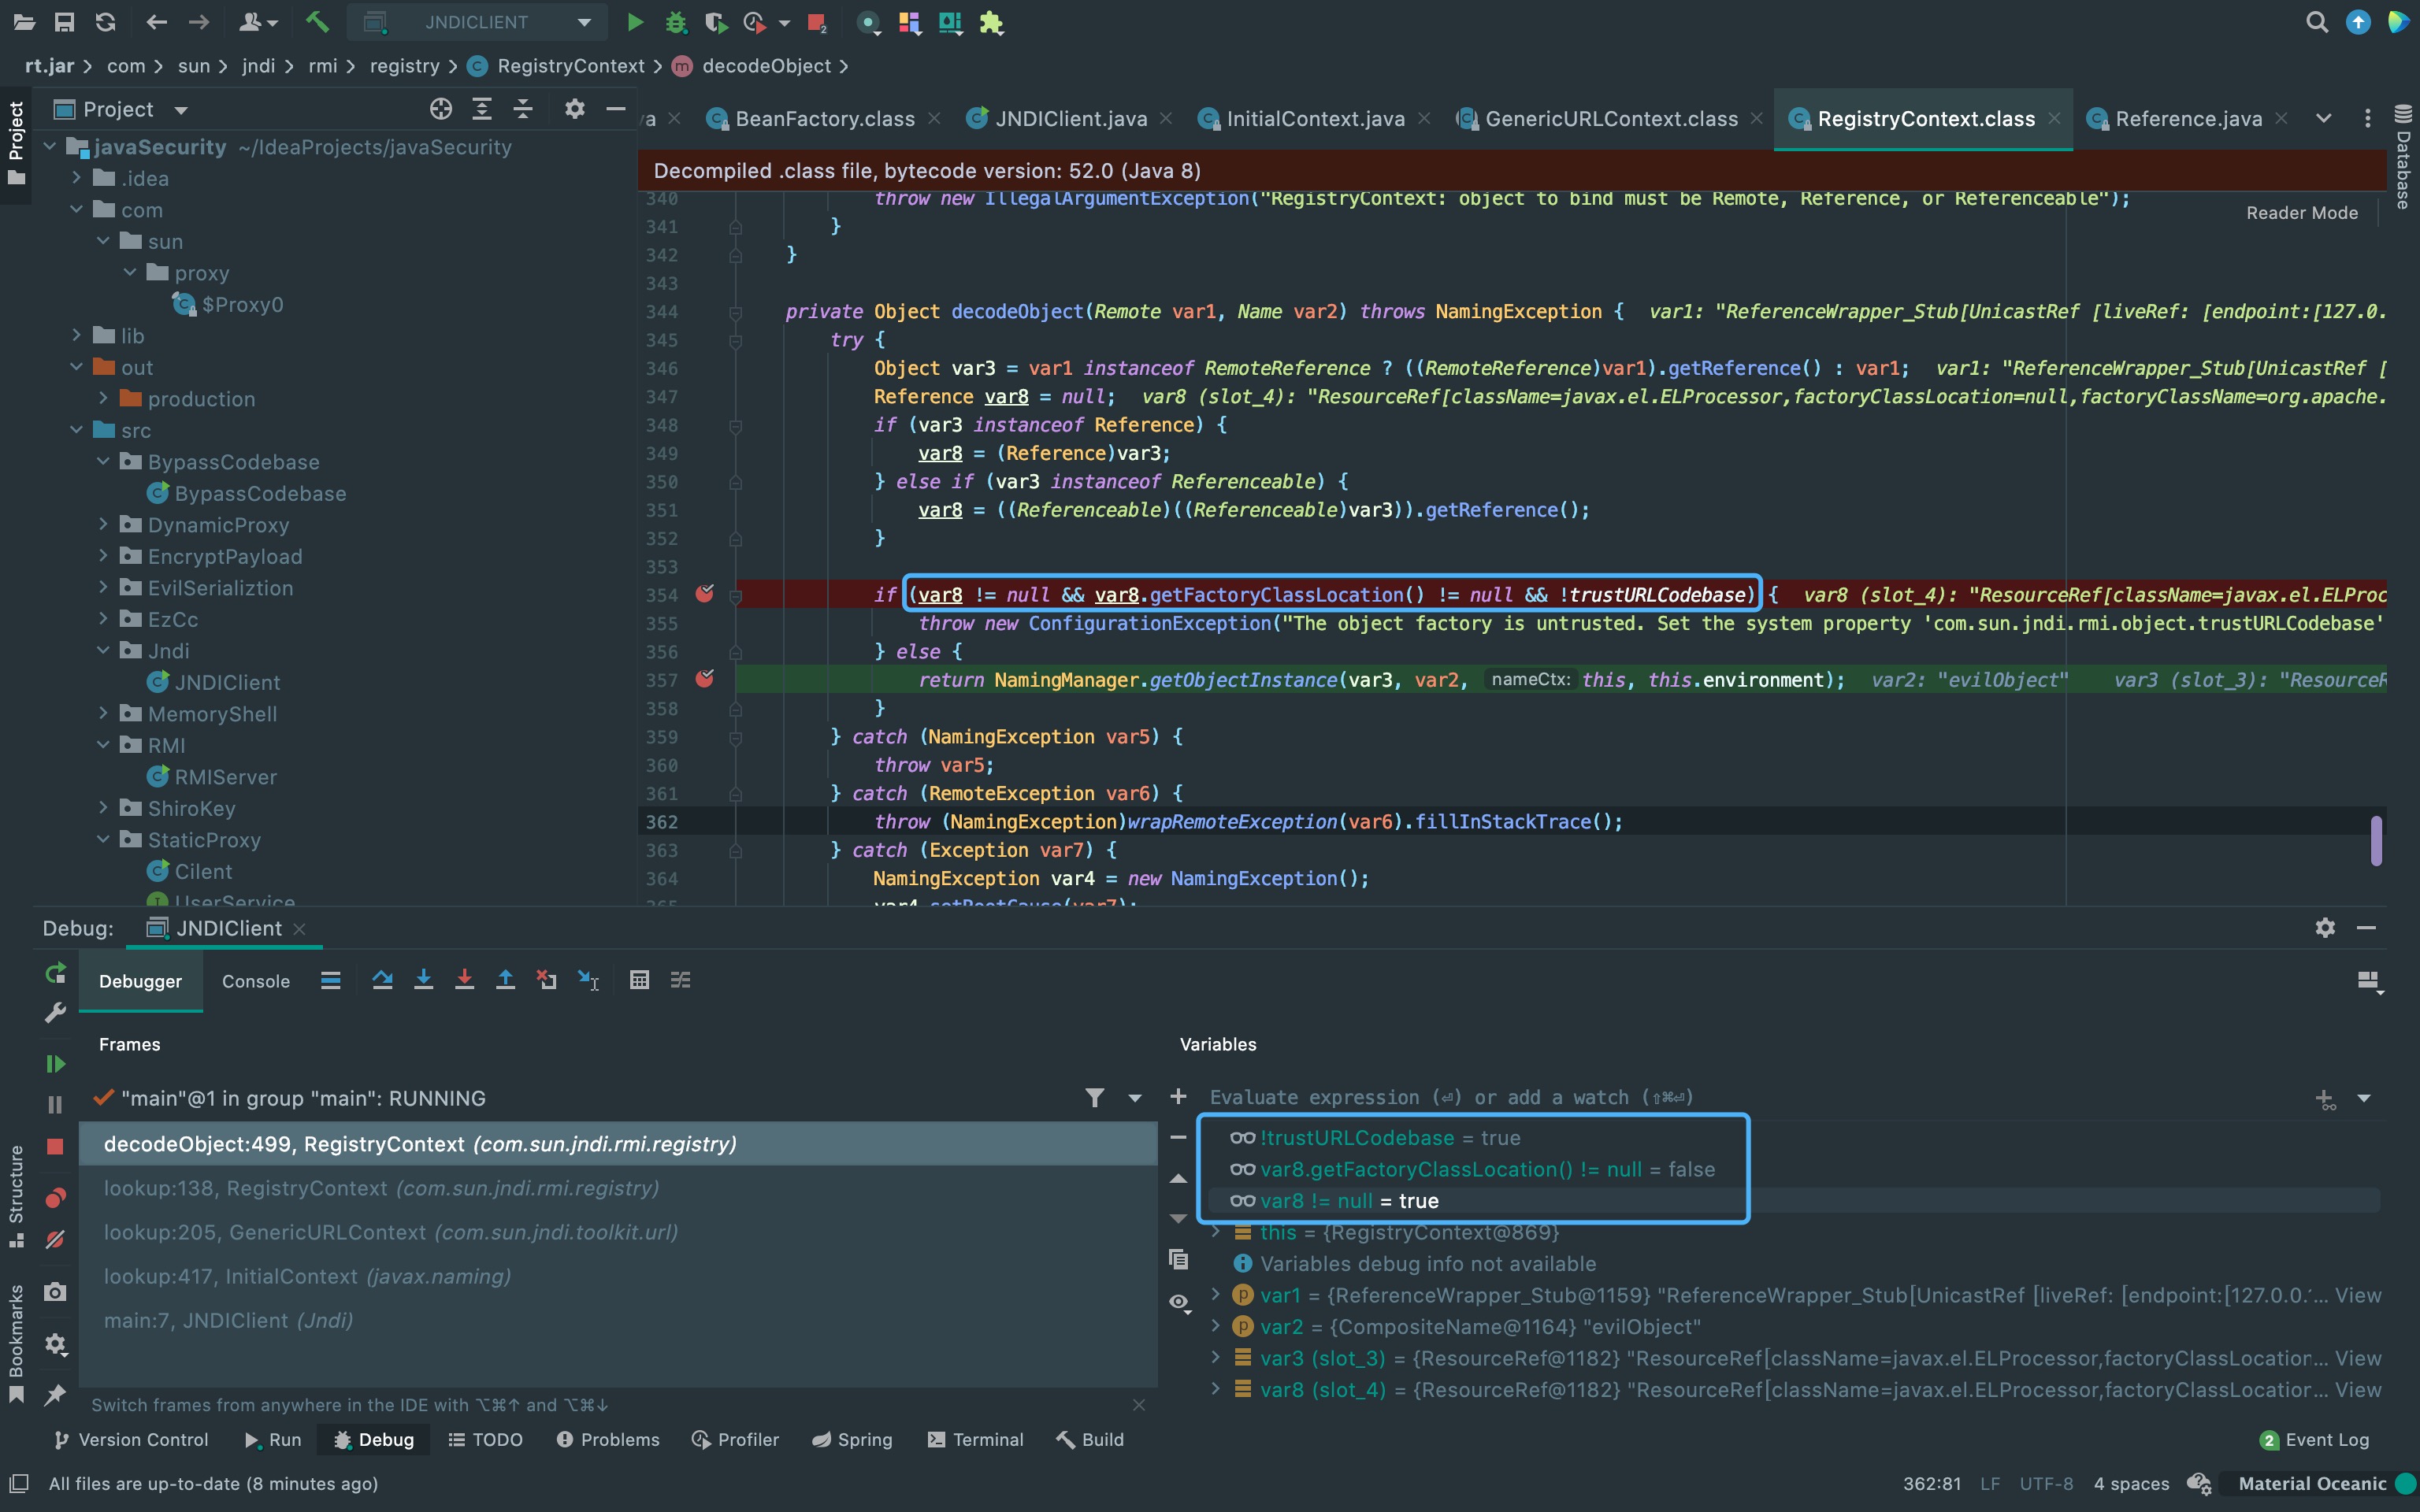 JNDICLIENT
rt.jar > com > sun > jndi > rmi > registry > RegistryContext > decodeObject >
Project
Project
javaSecurity ~/IdeaProjects/javaSecurity
.idea
com
sun
proxy
$Proxy0
lib
out
production
src
BypassCodebase
BypassCodebase
DynamicProxy
EncryptPayload
EvilSerializtion
EzCc
Jndi
JNDIClient
MemoryShell
RMI
RMIServer
ShiroKey
StaticProxy
Cilent
UserService
va BeanFactory.class JNDIClient.java InitialContext.java GenericURLContext.class RegistryContext.class Reference.java
Database
Decompiled .class file, bytecode version: 52.0 (Java 8)
Reader Mode
340 throw new IllegalArgumentException("RegistryContext: object to bind must be Remote, Reference, or Referenceable");
341 }
342 }
343
344 private Object decodeObject(Remote var1, Name var2) throws NamingException { var1: "ReferenceWrapper_Stub[UnicastRef [liveRef: [endpoint:[127.0.
345 try {
346 Object var3 = var1 instanceof RemoteReference ? ((RemoteReference)var1).getReference() : var1; var1: "ReferenceWrapper_Stub[UnicastRef [
347 Reference var8 = null; var8 (slot_4): "ResourceRef[className=javax.el.ELProcessor,factoryClassLocation=null,factoryClassName=org.apache.
348 if (var3 instanceof Reference) {
349 var8 = (Reference)var3;
350 } else if (var3 instanceof Referenceable) {
351 var8 = ((Referenceable)((Referenceable)var3)).getReference();
352 }
353
354 if (var8 != null && var8.getFactoryClassLocation() != null && !trustURLCodebase) { var8 (slot_4): "ResourceRef[className=javax.el.ELProc
355 throw new ConfigurationException("The object factory is untrusted. Set the system property 'com.sun.jndi.rmi.object.trustURLCodebase'
356 } else {
357 return NamingManager.getObjectInstance(var3, var2, nameCtx: this, this.environment); var2: "evilObject" var3 (slot_3): "ResourceR
358 }
359 } catch (NamingException var5) {
360 throw var5;
361 } catch (RemoteException var6) {
362 throw (NamingException)wrapRemoteException(var6).fillInStackTrace();
363 } catch (Exception var7) {
364 NamingException var4 = new NamingException();
365 var4.setRootCause(var7);
Debug: JNDIClient
Debugger Console
Frames
"main"@1 in group "main": RUNNING
decodeObject:499, RegistryContext (com.sun.jndi.rmi.registry)
lookup:138, RegistryContext (com.sun.jndi.rmi.registry)
lookup:205, GenericURLContext (com.sun.jndi.toolkit.url)
lookup:417, InitialContext (javax.naming)
main:7, JNDIClient (Jndi)
Switch frames from anywhere in the IDE with ⌥⌘↑ and ⌥⌘↓
Variables
Evaluate expression (⏎) or add a watch (⇧⌘⏎)
!trustURLCodebase = true
var8.getFactoryClassLocation() != null = false
var8 != null = true
this = {RegistryContext@869}
Variables debug info not available
var1 = {ReferenceWrapper_Stub@1159} "ReferenceWrapper_Stub[UnicastRef [liveRef: [endpoint:[127.0.0.1... View
var2 = {CompositeName@1164} "evilObject"
var3 (slot_3) = {ResourceRef@1182} "ResourceRef[className=javax.el.ELProcessor,factoryClassLocation... View
var8 (slot_4) = {ResourceRef@1182} "ResourceRef[className=javax.el.ELProcessor,factoryClassLocation... View
Structure
Bookmarks
Version Control Run Debug TODO Problems Profiler Spring Terminal Build 2 Event Log
All files are up-to-date (8 minutes ago) 362:81 LF UTF-8 4 spaces Material Oceanic